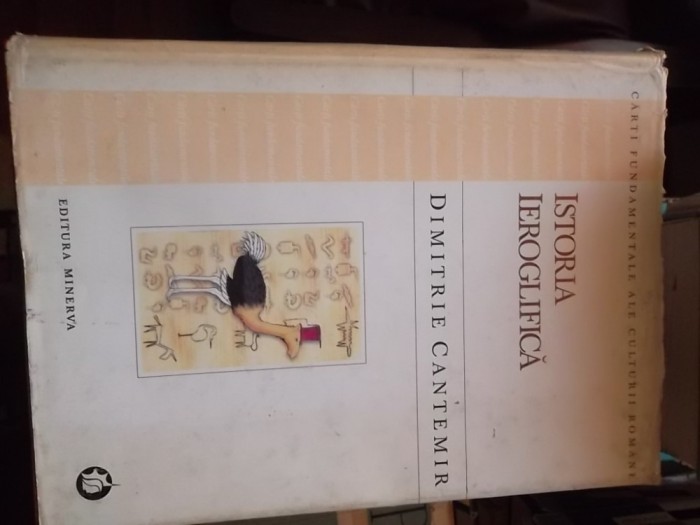 CĂRȚI FUNDAMENTALE ALE CULTURII ROMÂNE
ISTORIA
IEROGLIFICĂ
DIMITRIE CANTEMIR
EDITURA MINERVA